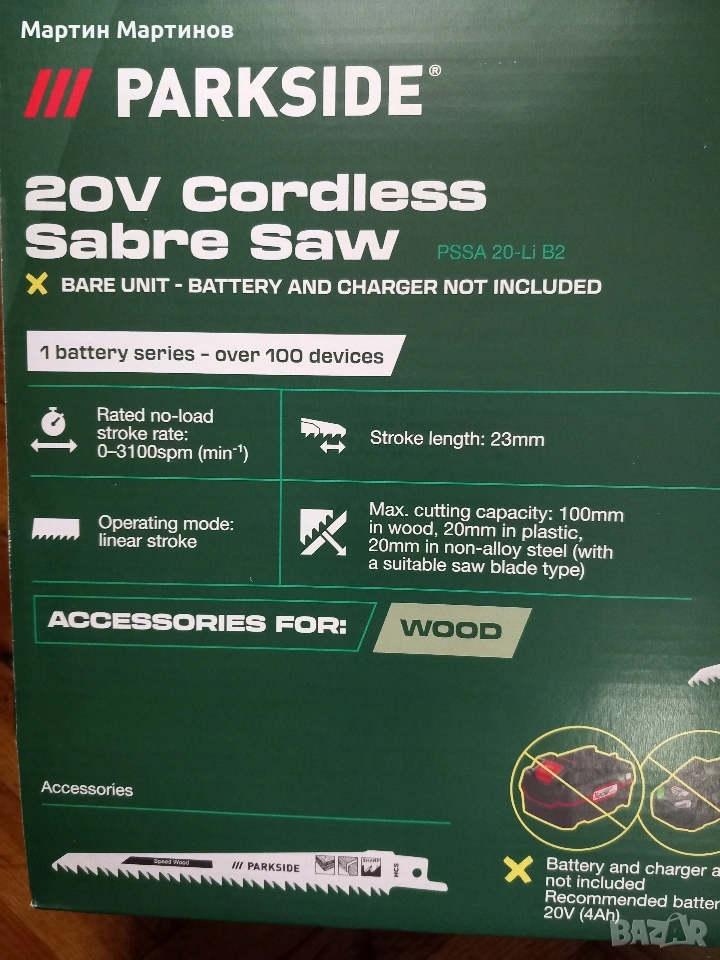 Мартин Мартинов
PARKSIDE®
20V Cordless
Sabre Saw PSSA 20-Li B2
BARE UNIT - BATTERY AND CHARGER NOT INCLUDED
1 battery series - over 100 devices
Rated no-load
stroke rate:
0–3100spm (min⁻¹)
Stroke length: 23mm
Operating mode:
linear stroke
Max. cutting capacity: 100mm
in wood, 20mm in plastic,
20mm in non-alloy steel (with
a suitable saw blade type)
ACCESSORIES FOR: WOOD
Accessories
Speed Wood
PARKSIDE
SHARP
HCS
Battery and charger a
not included
Recommended batter
20V (4Ah)
BAZAR